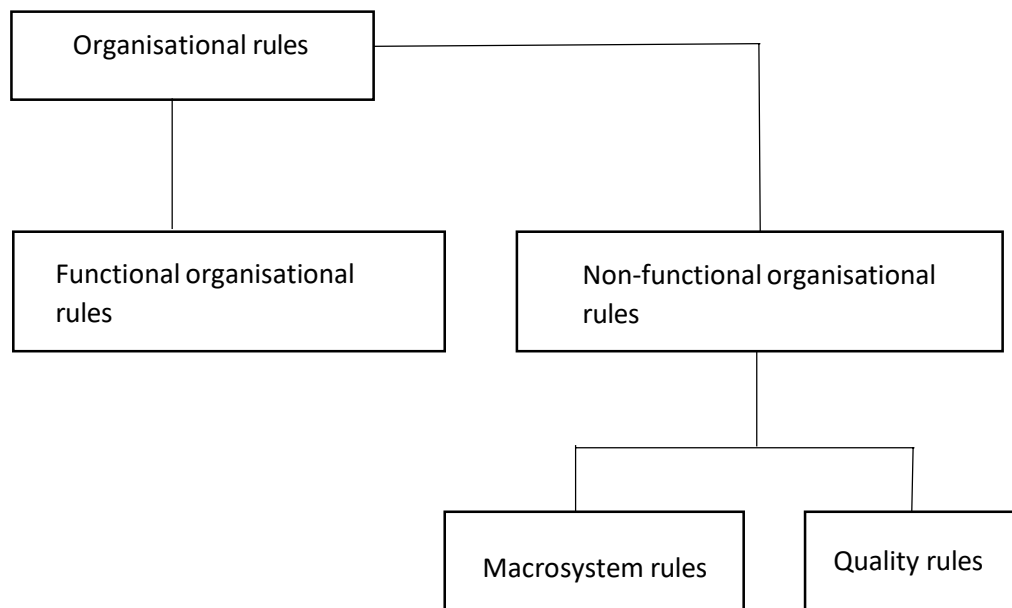 Organisational rules
Functional organisational
rules
Non-functional organisational
rules
Macrosystem rules
Quality rules